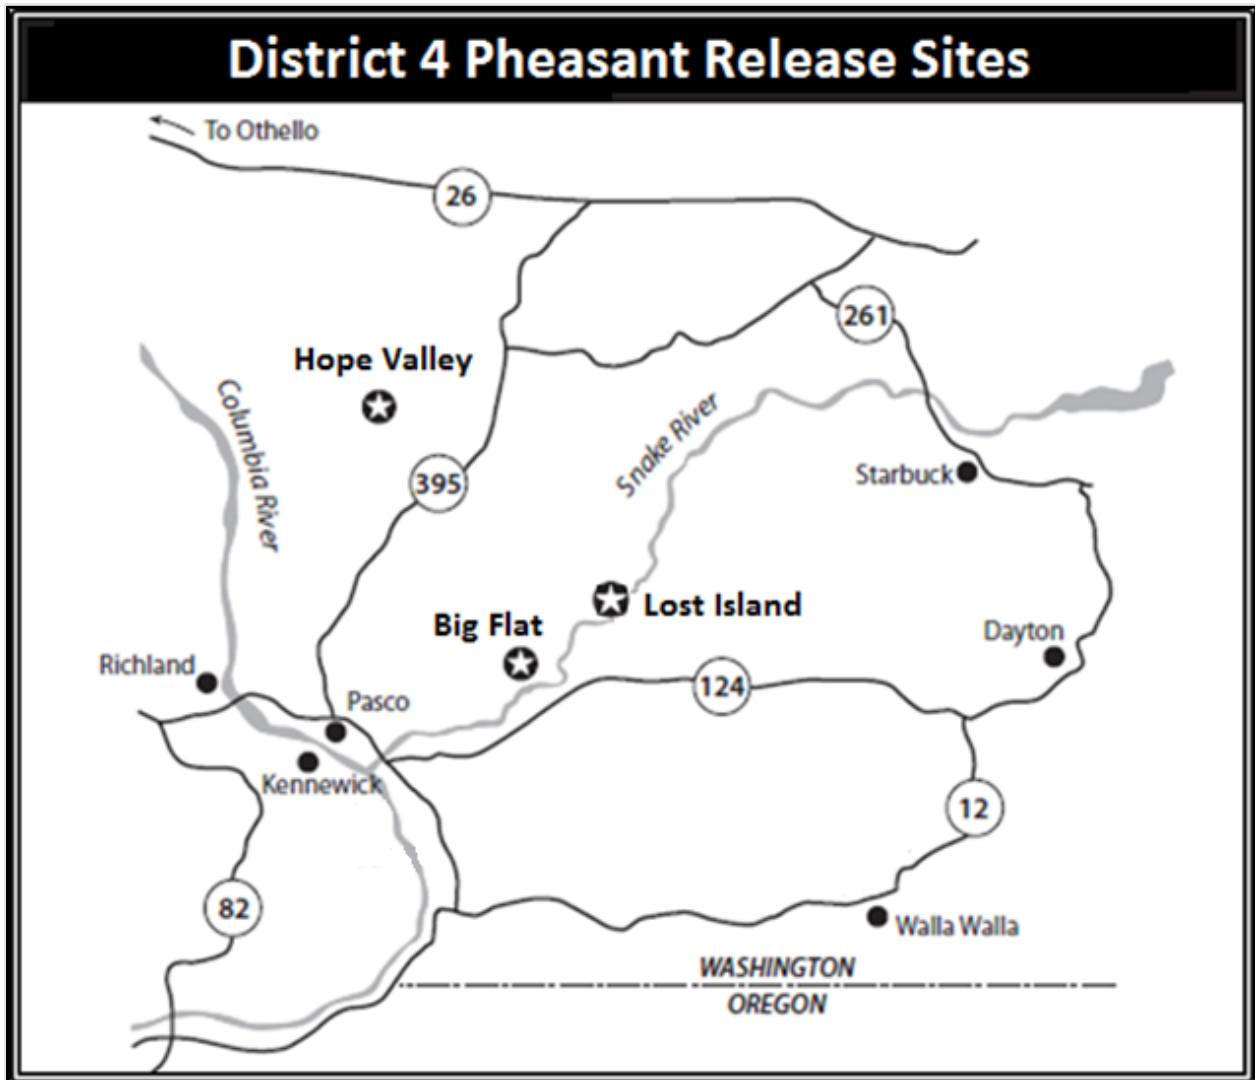 District 4 Pheasant Release Sites
To Othello
26
261
Hope Valley
Columbia River
Snake River
395
Starbuck
Lost Island
Big Flat
Dayton
Richland
124
Pasco
Kennewick
12
82
Walla Walla
WASHINGTON
OREGON